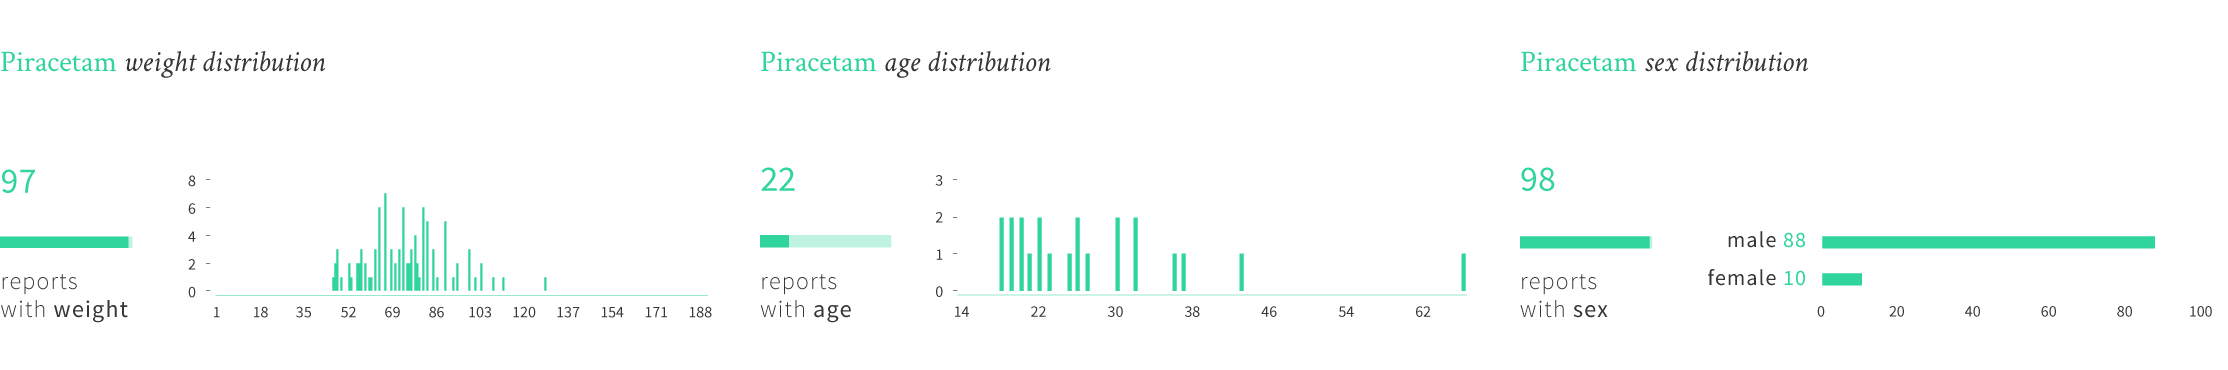 Piracetam weight distribution
97
reports
with weight
8
6
4
2
0
1 18 35 52 69 86 103 120 137 154 171 188
Piracetam age distribution
22
reports
with age
3
2
1
0
14 22 30 38 46 54 62
Piracetam sex distribution
98
reports
with sex
male 88
female 10
0 20 40 60 80 100